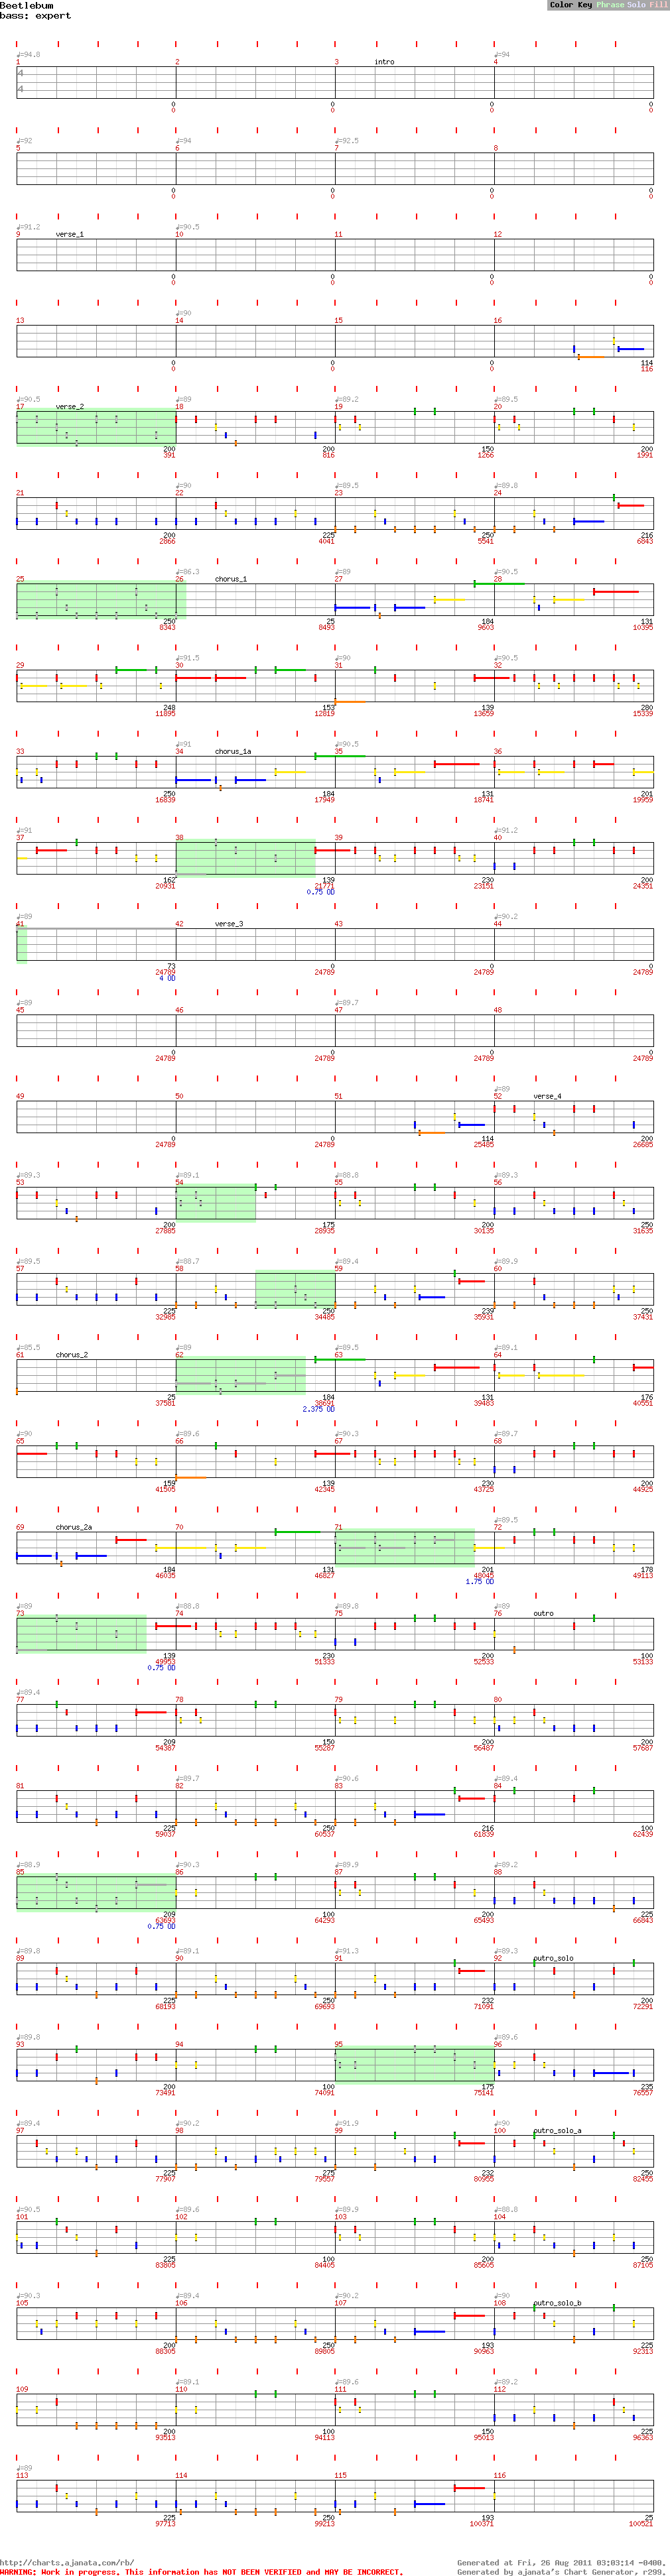 Beetlebum
bass: expert
Color Key Phrase Solo Fill
♩=94.8 ♩=94
1 2 3 intro 4
4
4
0 0 0 0
0 0 0 0
♩=92 ♩=94 ♩=92.5
5 6 7 8
0 0 0 0
0 0 0 0
♩=91.2 ♩=90.5
9 verse_1 10 11 12
0 0 0 0
0 0 0 0
♩=90
13 14 15 16
0 0 0 114
0 0 0 116
♩=90.5 ♩=89 ♩=89.2 ♩=89.5
17 verse_2 18 19 20
200 200 150 200
391 816 1266 1991
♩=90 ♩=89.5 ♩=89.8
21 22 23 24
200 225 250 216
2866 4041 5541 6843
♩=86.3 ♩=89 ♩=90.5
25 26 chorus_1 27 28
250 25 184 131
8343 8493 9603 10395
♩=91.5 ♩=90 ♩=90.5
29 30 31 32
248 153 139 280
11895 12819 13659 15339
♩=91 ♩=90.5
33 34 chorus_1a 35 36
250 184 131 201
16839 17949 18741 19959
♩=91 ♩=91.2
37 38 39 40
162 139 230 200
20931 21771 23151 24351
0.75 OD
♩=89 ♩=90.2
41 42 verse_3 43 44
73 0 0 0
24789 24789 24789 24789
4 OD
♩=89 ♩=89.7
45 46 47 48
0 0 0 0
24789 24789 24789 24789
♩=89
49 50 51 52 verse_4
0 0 114 200
24789 24789 25485 26685
♩=89.3 ♩=89.1 ♩=88.8 ♩=89.3
53 54 55 56
200 175 200 250
27885 28935 30135 31635
♩=89.5 ♩=88.7 ♩=89.4 ♩=89.9
57 58 59 60
225 250 239 250
32985 34485 35931 37431
♩=85.5 ♩=89 ♩=89.5 ♩=89.1
61 chorus_2 62 63 64
25 184 131 176
37581 38691 39483 40551
2.375 OD
♩=90 ♩=89.6 ♩=90.3 ♩=89.7
65 66 67 68
159 139 230 200
41505 42345 43725 44925
♩=89.5
69 chorus_2a 70 71 72
184 131 201 178
46035 46827 48045 49113
1.75 OD
♩=89 ♩=88.8 ♩=89.8 ♩=89
73 74 75 76 outro
139 230 200 100
49953 51333 52533 53133
0.75 OD
♩=89.4
77 78 79 80
209 150 200 200
54387 55287 56487 57687
♩=89.7 ♩=90.6 ♩=89.4
81 82 83 84
225 250 216 100
59037 60537 61839 62439
♩=88.9 ♩=90.3 ♩=89.9 ♩=89.2
85 86 87 88
209 100 200 225
63693 64293 65493 66843
0.75 OD
♩=89.8 ♩=89.1 ♩=91.3 ♩=89.3
89 90 91 92 outro_solo
225 250 232 200
68193 69693 71091 72291
♩=89.8 ♩=89.6
93 94 95 96
200 100 175 235
73491 74091 75141 76557
♩=89.4 ♩=90.2 ♩=91.9 ♩=90
97 98 99 100 outro_solo_a
225 275 232 250
77907 79557 80955 82455
♩=90.5 ♩=89.6 ♩=89.9 ♩=88.8
101 102 103 104
225 100 200 250
83805 84405 85605 87105
♩=90.3 ♩=89.4 ♩=90.2 ♩=90
105 106 107 108 outro_solo_b
200 250 193 225
88305 89805 90963 92313
♩=89.1 ♩=89.6 ♩=89.2
109 110 111 112
200 100 150 225
93513 94113 95013 96363
♩=89
113 114 115 116
225 250 193 25
97713 99213 100371 100521
http://charts.ajanata.com/rb/
Generated at Fri, 26 Aug 2011 03:03:14 -0400.
WARNING: Work in progress. This information has NOT BEEN VERIFIED and MAY BE INCORRECT.
Generated by ajanata's Chart Generator, r299.